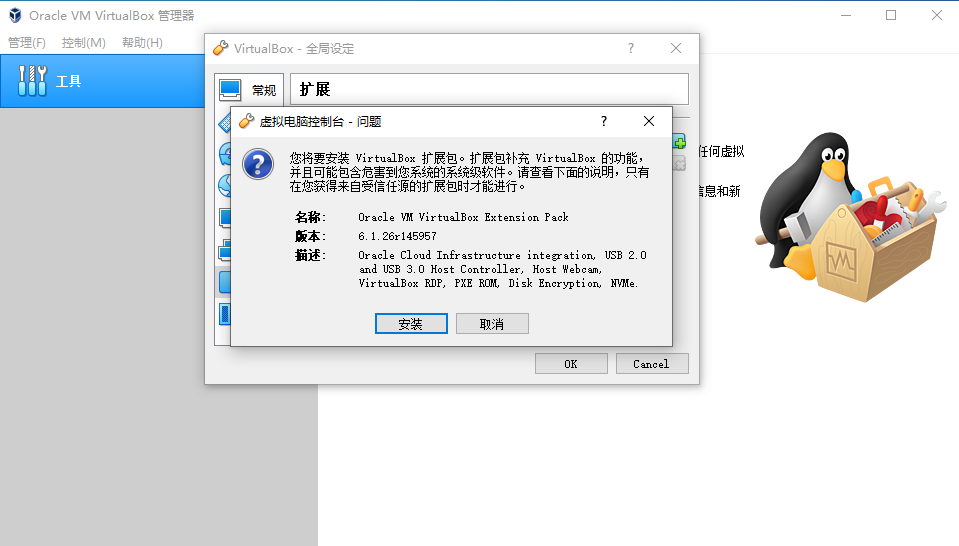 Oracle VM VirtualBox 管理器
管理(F) 控制(M) 帮助(H)
VirtualBox - 全局设定
工具
常规
扩展
虚拟电脑控制台 - 问题
任何虚拟
您将要安装 VirtualBox 扩展包。扩展包补充 VirtualBox 的功能，
并且可能包含危害到您系统的系统级软件。请查看下面的说明，只有
在您获得来自受信任源的扩展包时才能进行。
信息和新
名称： Oracle VM VirtualBox Extension Pack
版本： 6.1.26r145957
描述： Oracle Cloud Infrastructure integration, USB 2.0
and USB 3.0 Host Controller, Host Webcam,
VirtualBox RDP, PXE ROM, Disk Encryption, NVMe.
安装 取消
OK Cancel